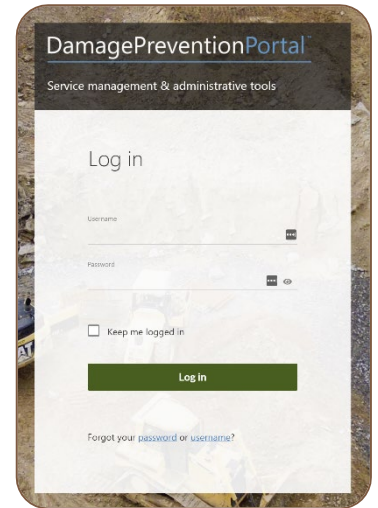 DamagePreventionPortal™
Service management & administrative tools
Log in
Username
Password
Keep me logged in
Log in
Forgot your password or username?